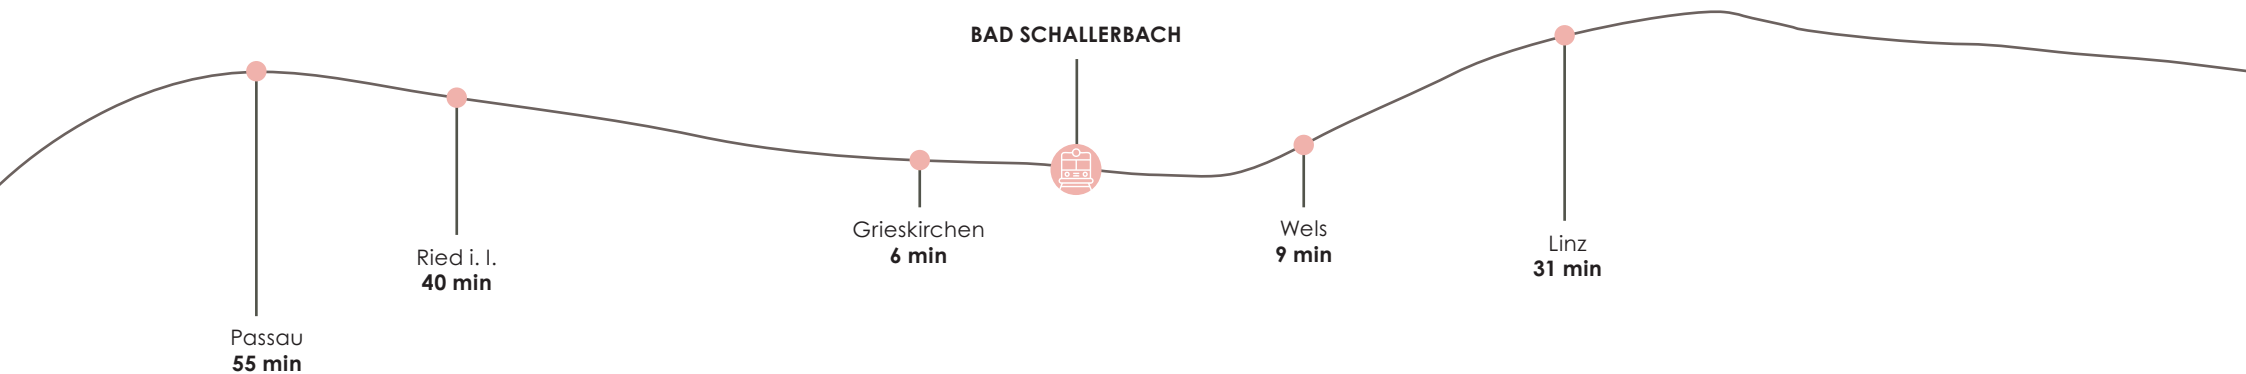 BAD SCHALLERBACH
Passau
55 min
Ried i. I.
40 min
Grieskirchen
6 min
Wels
9 min
Linz
31 min